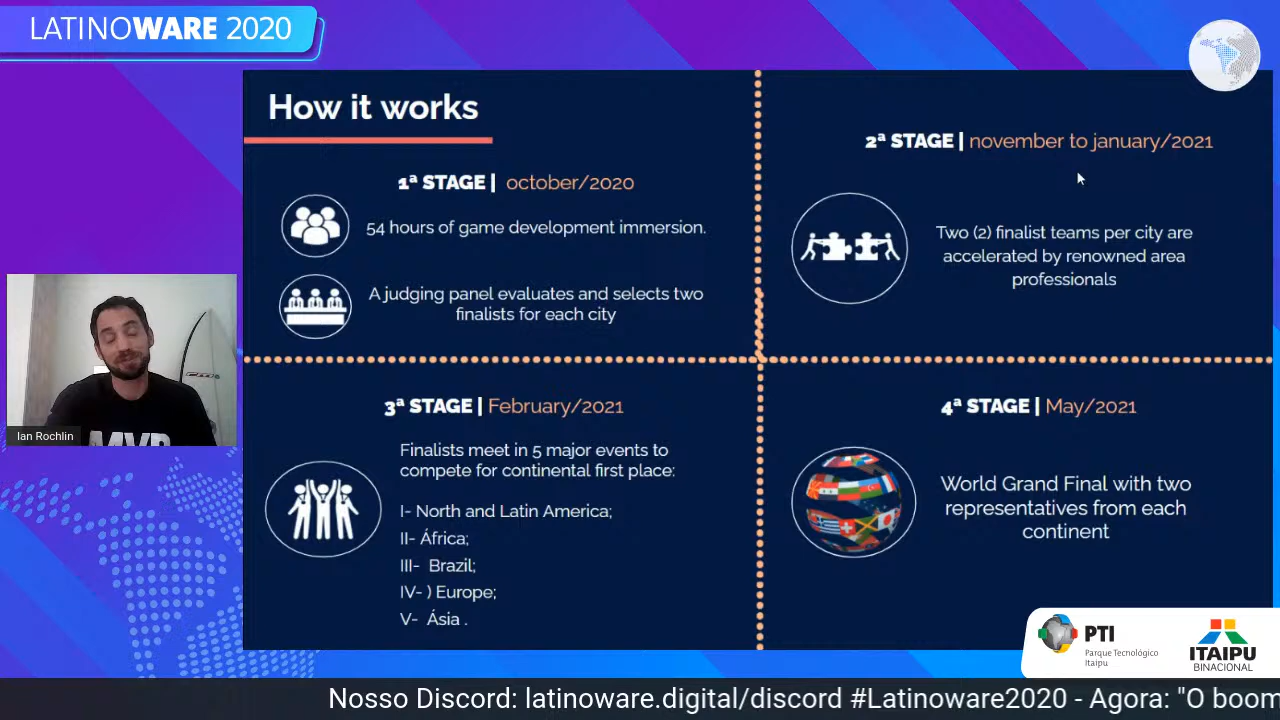 LATINOWARE 2020
How it works
1ª STAGE | october/2020
54 hours of game development immersion.
A judging panel evaluates and selects two
finalists for each city
2ª STAGE | november to january/2021
Two (2) finalist teams per city are
accelerated by renowned area
professionals
3ª STAGE | February/2021
Finalists meet in 5 major events to
compete for continental first place:
I- North and Latin America;
II- África;
III- Brazil;
IV- ) Europe;
V- Ásia .
4ª STAGE | May/2021
World Grand Final with two
representatives from each
continent
Ian Rochlin
PTI
Parque Tecnológico
Itaipu
ITAIPU
BINACIONAL
Nosso Discord: latinoware.digital/discord #Latinoware2020 - Agora: "O boom